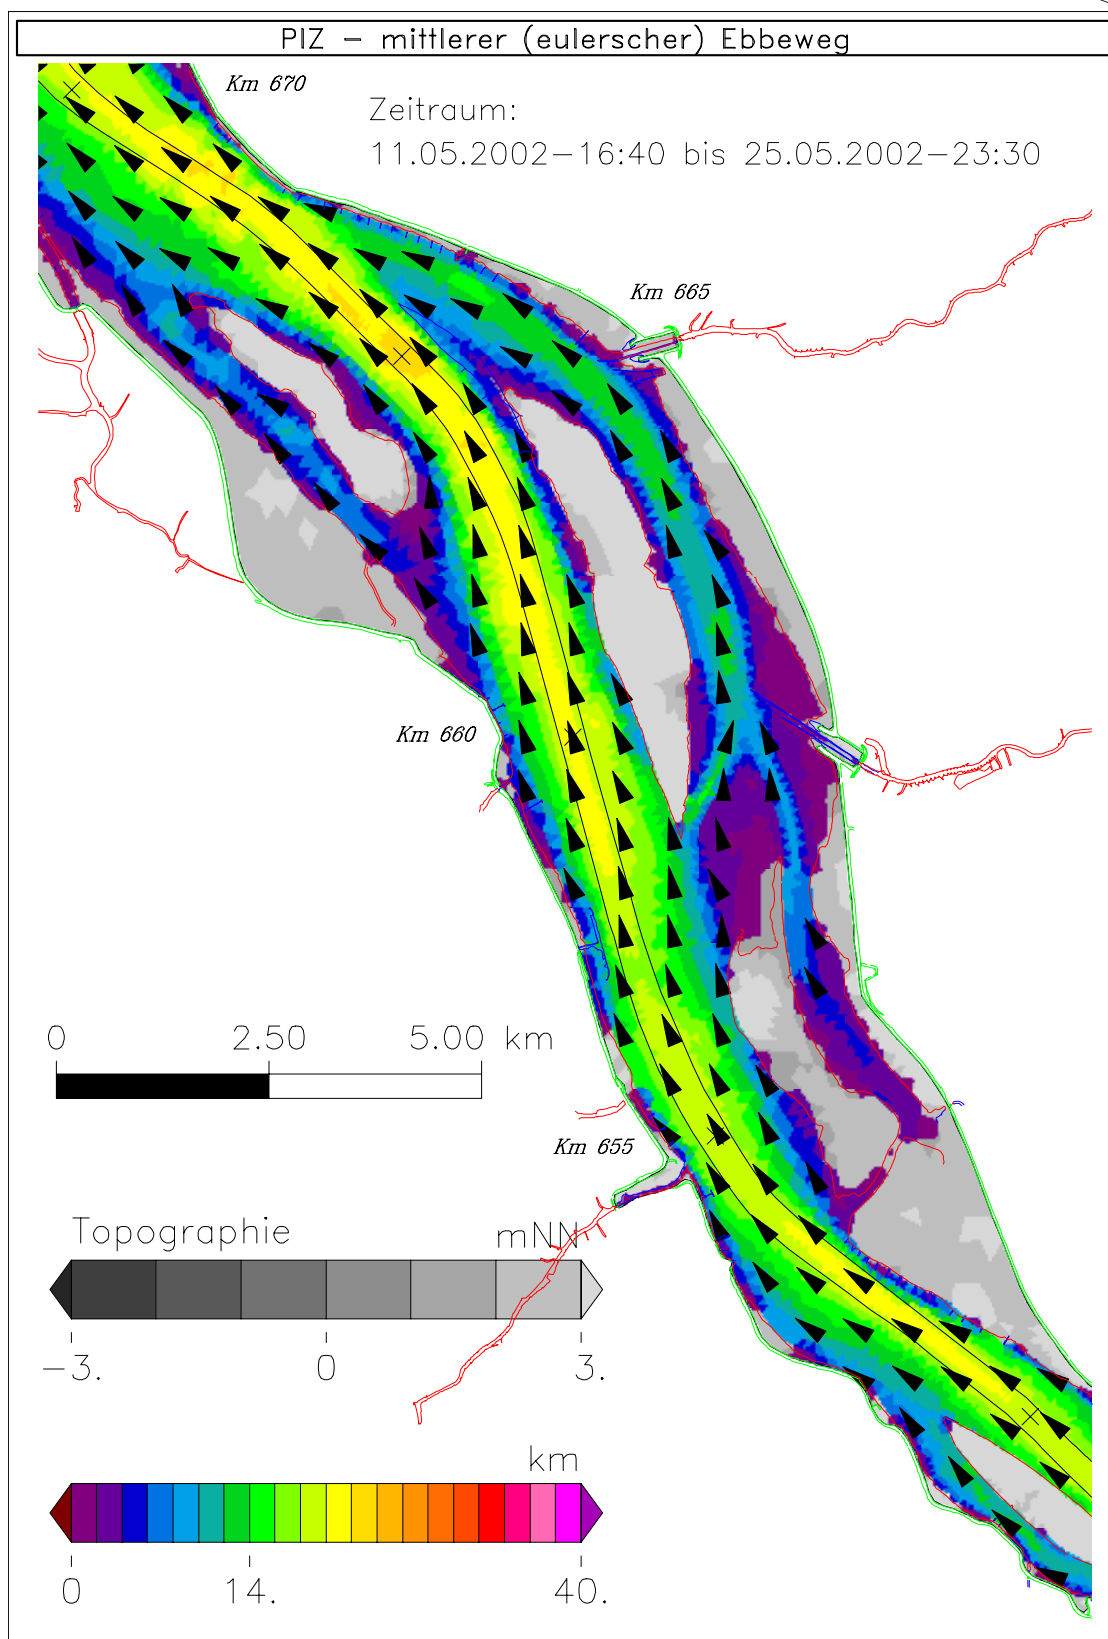 PIZ – mittlerer (eulerscher) Ebbeweg
Km 670
Zeitraum:
11.05.2002–16:40 bis 25.05.2002–23:30
Km 665
Km 660
0 2.50 5.00 km
Km 655
Topographie mNN
–3. 0 3.
km
0 14. 40.